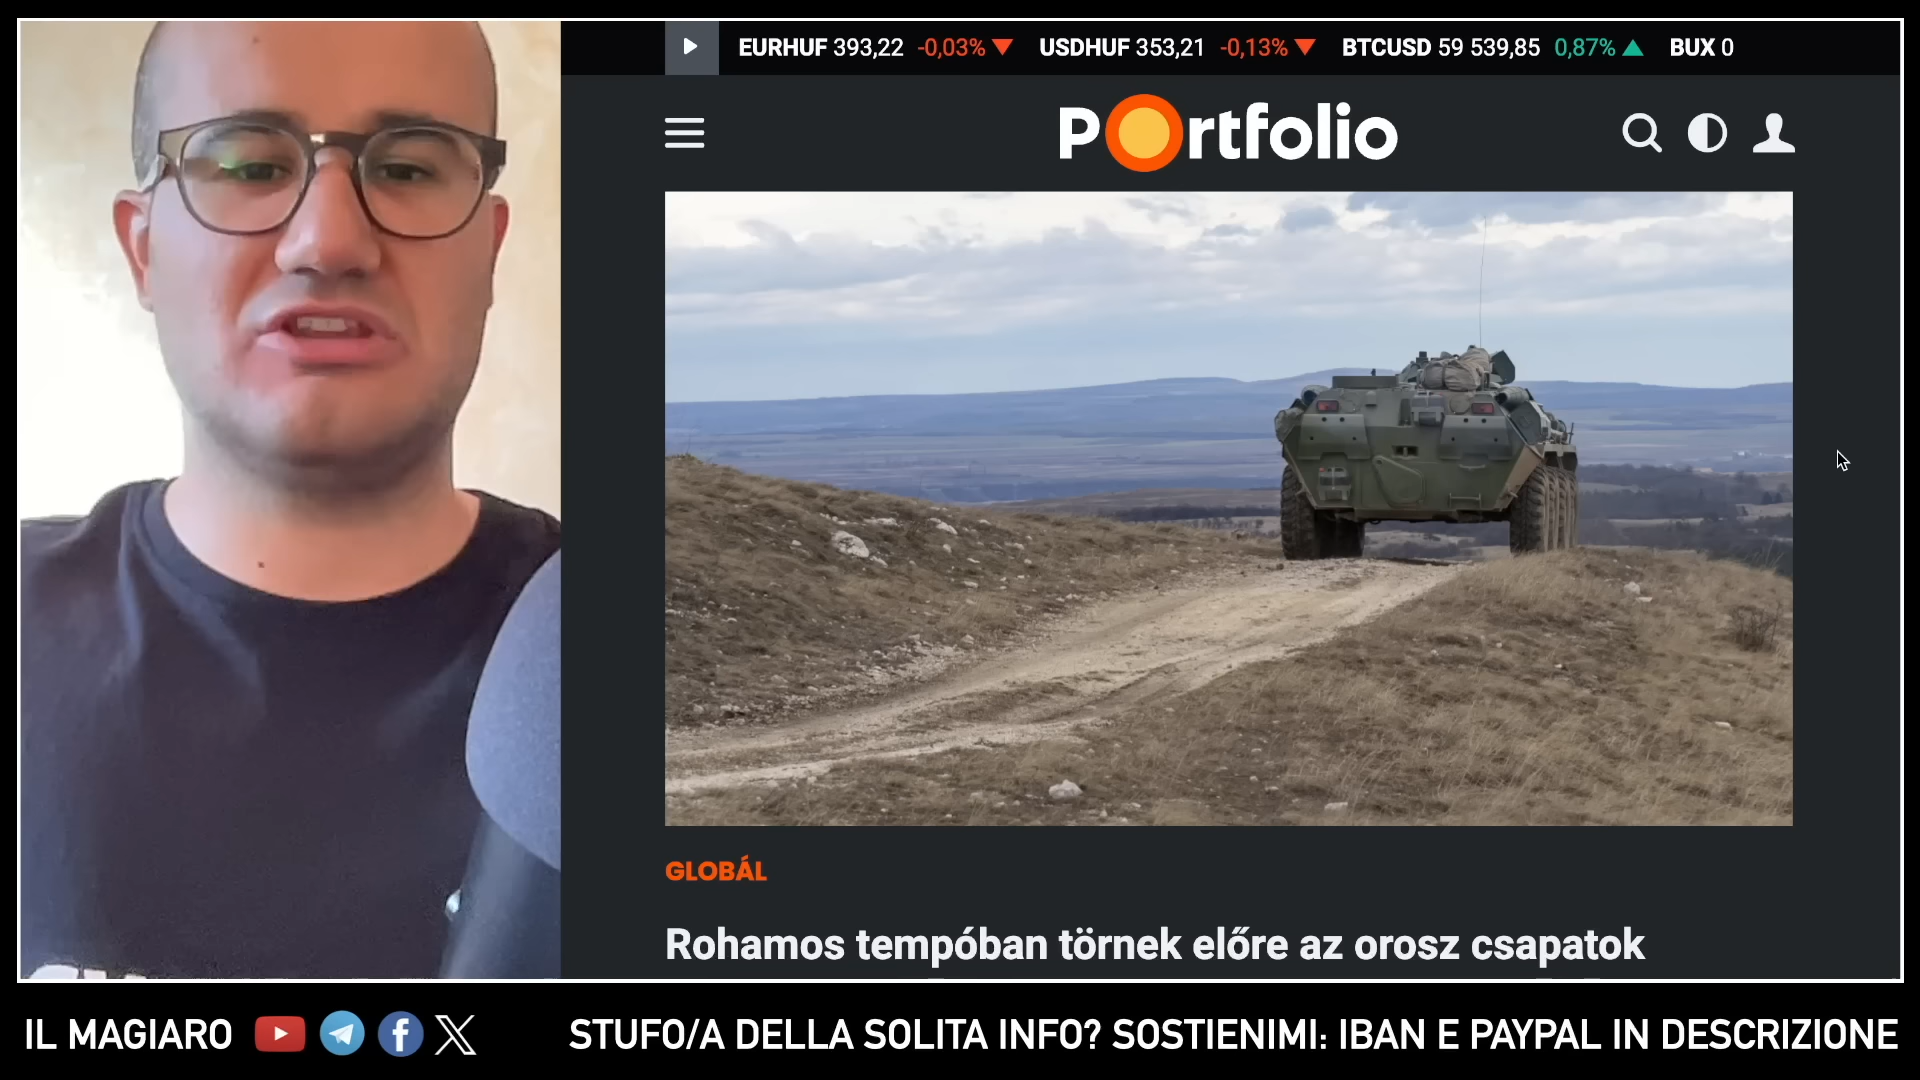 EURHUF 393,22 -0,03% USDHUF 353,21 -0,13% BTCUSD 59 539,85 0,87% BUX 0
Portfolio
GLOBÁL
Rohamos tempóban törnek előre az orosz csapatok
IL MAGIARO STUFO/A DELLA SOLITA INFO? SOSTIENIMI: IBAN E PAYPAL IN DESCRIZIONE